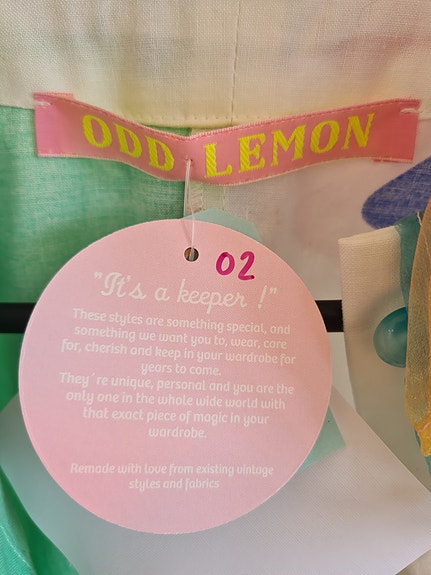 ODD LEMON
02
"It's a keeper !"
These styles are something special, and
something we want you to, wear, care
for, cherish and keep in your wardrobe for
years to come.
They´re unique, personal and you are the
only one in the whole wide world with
that exact piece of magic in your
wardrobe.
Remade with love from existing vintage
styles and fabrics